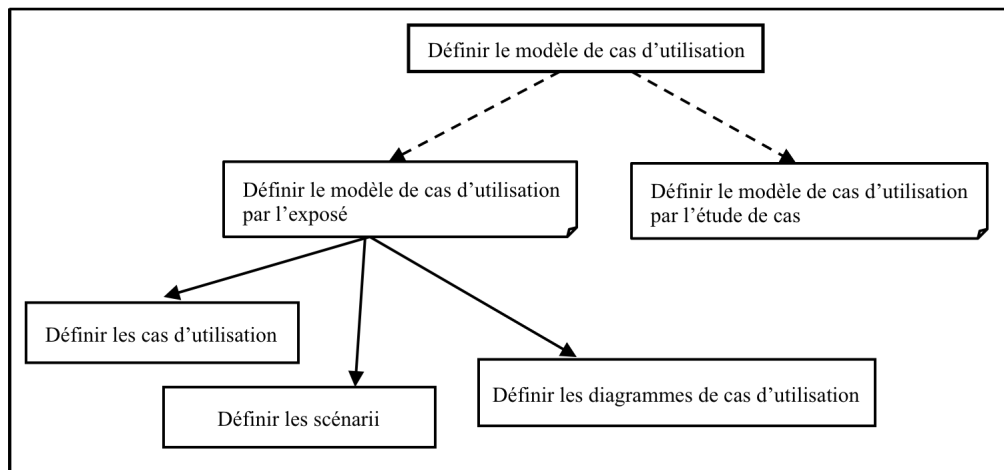 Définir le modèle de cas d’utilisation
Définir le modèle de cas d’utilisation
par l’exposé
Définir le modèle de cas d’utilisation
par l’étude de cas
Définir les cas d’utilisation
Définir les scénarii
Définir les diagrammes de cas d’utilisation